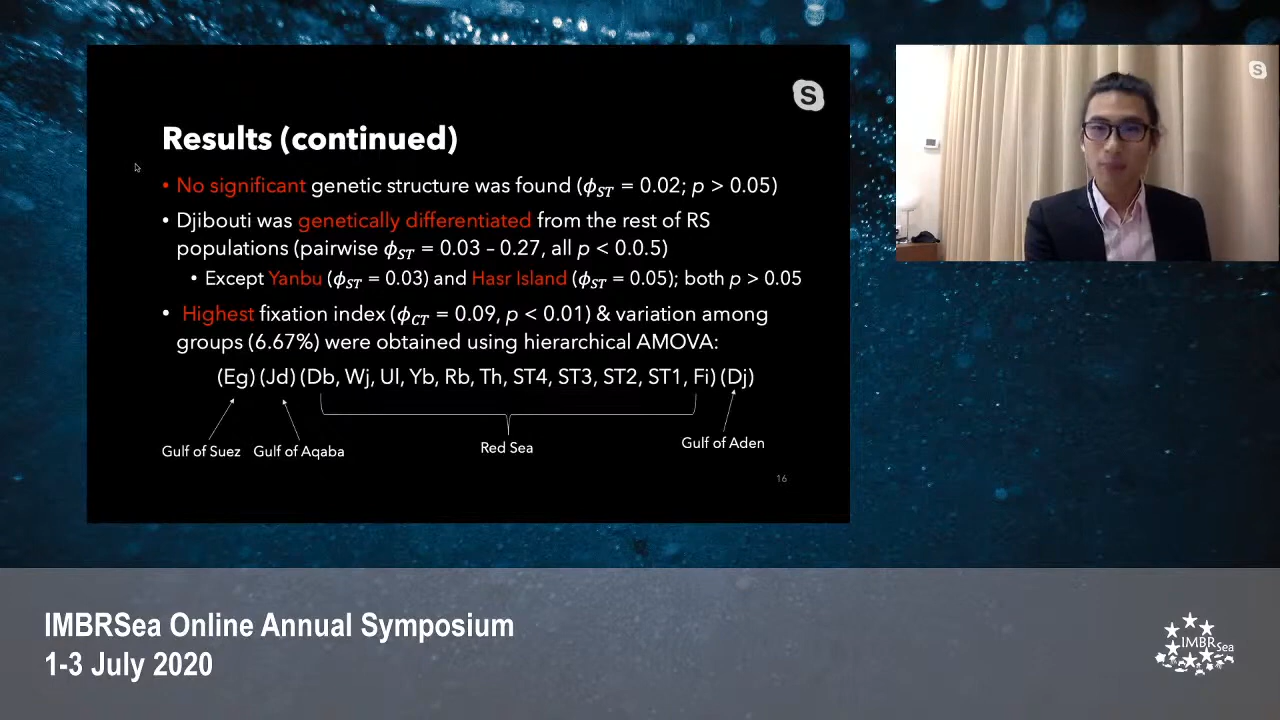 S
Results (continued)
• No significant genetic structure was found (ϕST = 0.02; p > 0.05)
• Djibouti was genetically differentiated from the rest of RS
populations (pairwise ϕST = 0.03 – 0.27, all p < 0.0.5)
• Except Yanbu (ϕST = 0.03) and Hasr Island (ϕST = 0.05); both p > 0.05
• Highest fixation index (ϕCT = 0.09, p < 0.01) & variation among
groups (6.67%) were obtained using hierarchical AMOVA:
(Eg) (Jd) (Db, Wj, Ul, Yb, Rb, Th, ST4, ST3, ST2, ST1, Fi) (Dj)
Gulf of Suez Gulf of Aqaba Red Sea Gulf of Aden
16
S
IMBRSea Online Annual Symposium
1-3 July 2020
IMBRSea